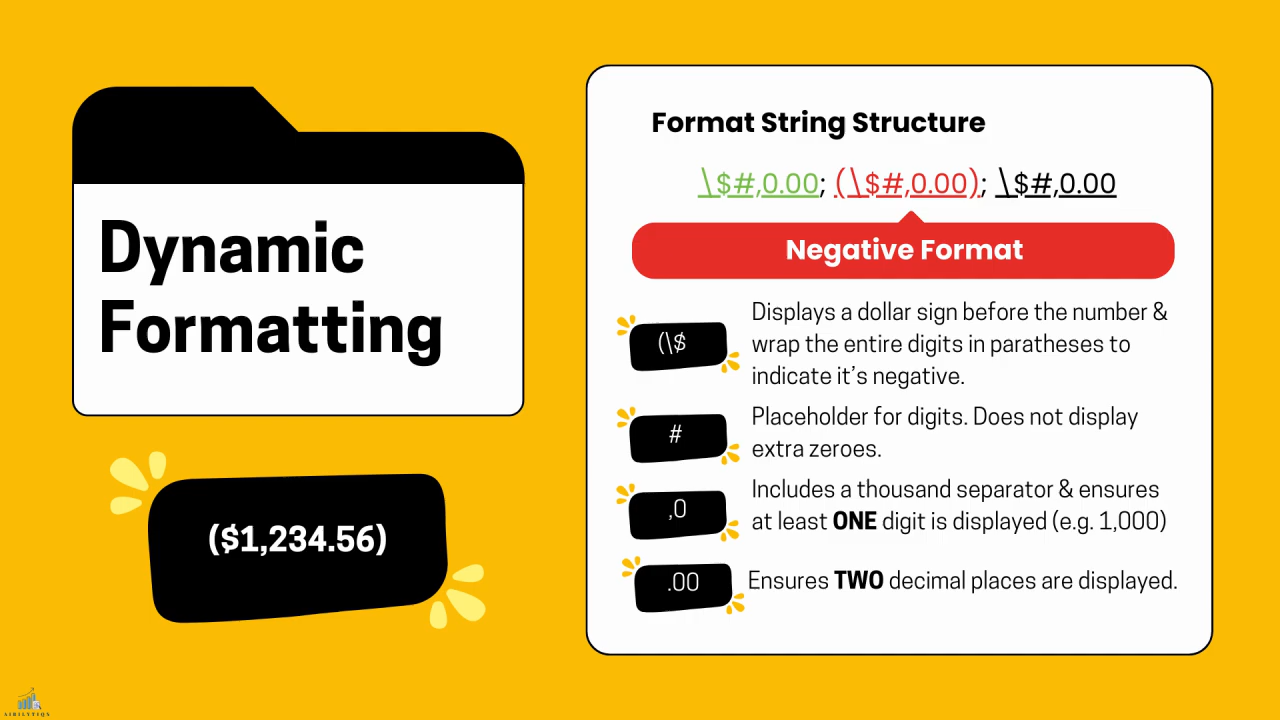 Dynamic
Formatting
($1,234.56)
Format String Structure
\$#,0.00; (\$#,0.00); \$#,0.00
Negative Format
(\$
Displays a dollar sign before the number &
wrap the entire digits in paratheses to
indicate it's negative.
#
Placeholder for digits. Does not display
extra zeroes.
,0
Includes a thousand separator & ensures
at least ONE digit is displayed (e.g. 1,000)
.00
Ensures TWO decimal places are displayed.